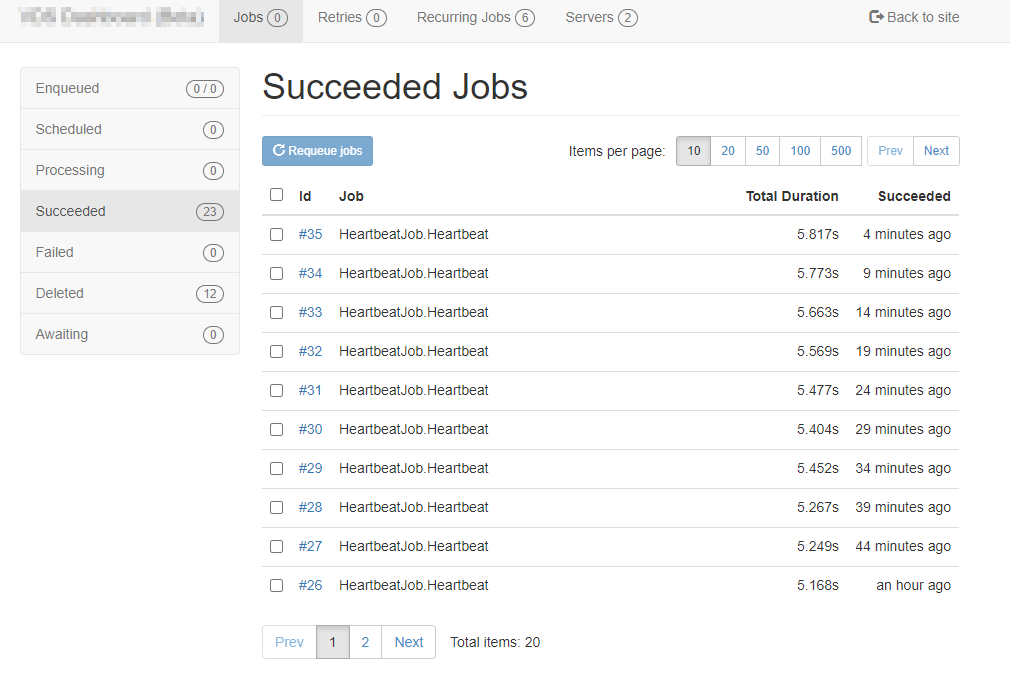 Jobs 0 Retries 0 Recurring Jobs 6 Servers 2 Back to site
Enqueued 0 / 0
Scheduled 0
Processing 0
Succeeded 23
Failed 0
Deleted 12
Awaiting 0
Succeeded Jobs
Requeue jobs Items per page: 10 20 50 100 500 Prev Next
Id Job Total Duration Succeeded
#35 HeartbeatJob.Heartbeat 5.817s 4 minutes ago
#34 HeartbeatJob.Heartbeat 5.773s 9 minutes ago
#33 HeartbeatJob.Heartbeat 5.663s 14 minutes ago
#32 HeartbeatJob.Heartbeat 5.569s 19 minutes ago
#31 HeartbeatJob.Heartbeat 5.477s 24 minutes ago
#30 HeartbeatJob.Heartbeat 5.404s 29 minutes ago
#29 HeartbeatJob.Heartbeat 5.452s 34 minutes ago
#28 HeartbeatJob.Heartbeat 5.267s 39 minutes ago
#27 HeartbeatJob.Heartbeat 5.249s 44 minutes ago
#26 HeartbeatJob.Heartbeat 5.168s an hour ago
Prev 1 2 Next Total items: 20